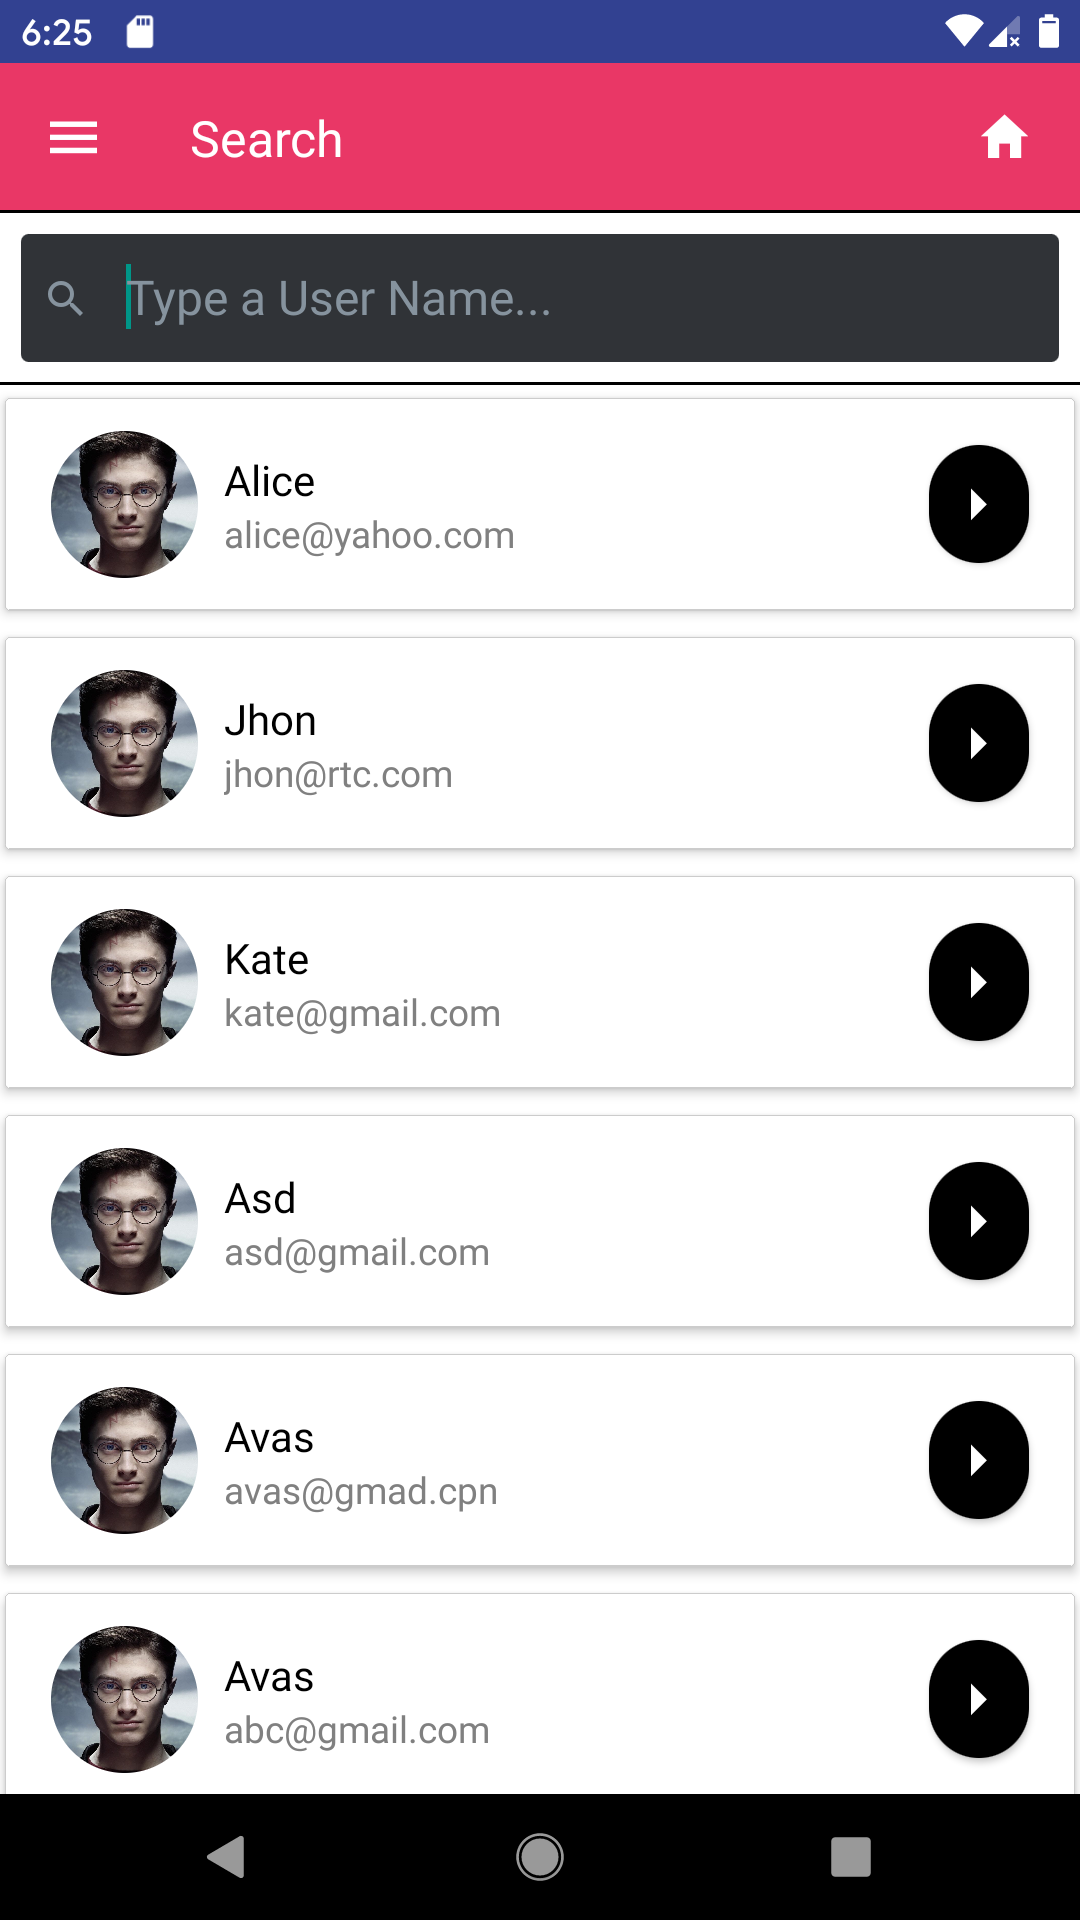 6:25
Search
Type a User Name...
Alice
alice@yahoo.com
Jhon
jhon@rtc.com
Kate
kate@gmail.com
Asd
asd@gmail.com
Avas
avas@gmad.cpn
Avas
abc@gmail.com